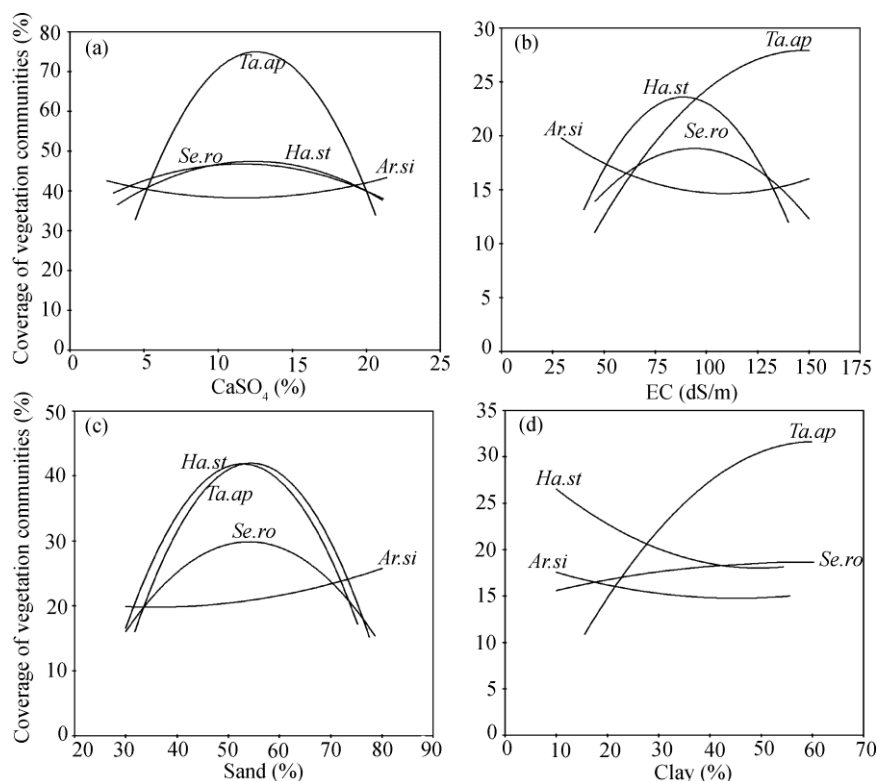 Coverage of vegetation communities (%)
80
70
60
50
40
30
20
10
0
(a)
Ta.ap
Se.ro
Ha.st
Ar.si
0 5 10 15 20 25
CaSO4 (%)
30
25
20
15
10
5
0
(b)
Ta.ap
Ha.st
Ar.si
Se.ro
0 25 50 75 100 125 150 175
EC (dS/m)
Coverage of vegetation communities (%)
50
40
30
20
10
0
(c)
Ha.st
Ta.ap
Se.ro
Ar.si
20 30 40 50 60 70 80 90
Sand (%)
35
30
25
20
15
10
5
0
(d)
Ta.ap
Ha.st
Ar.si
Se.ro
0 10 20 30 40 50 60 70
Clay (%)